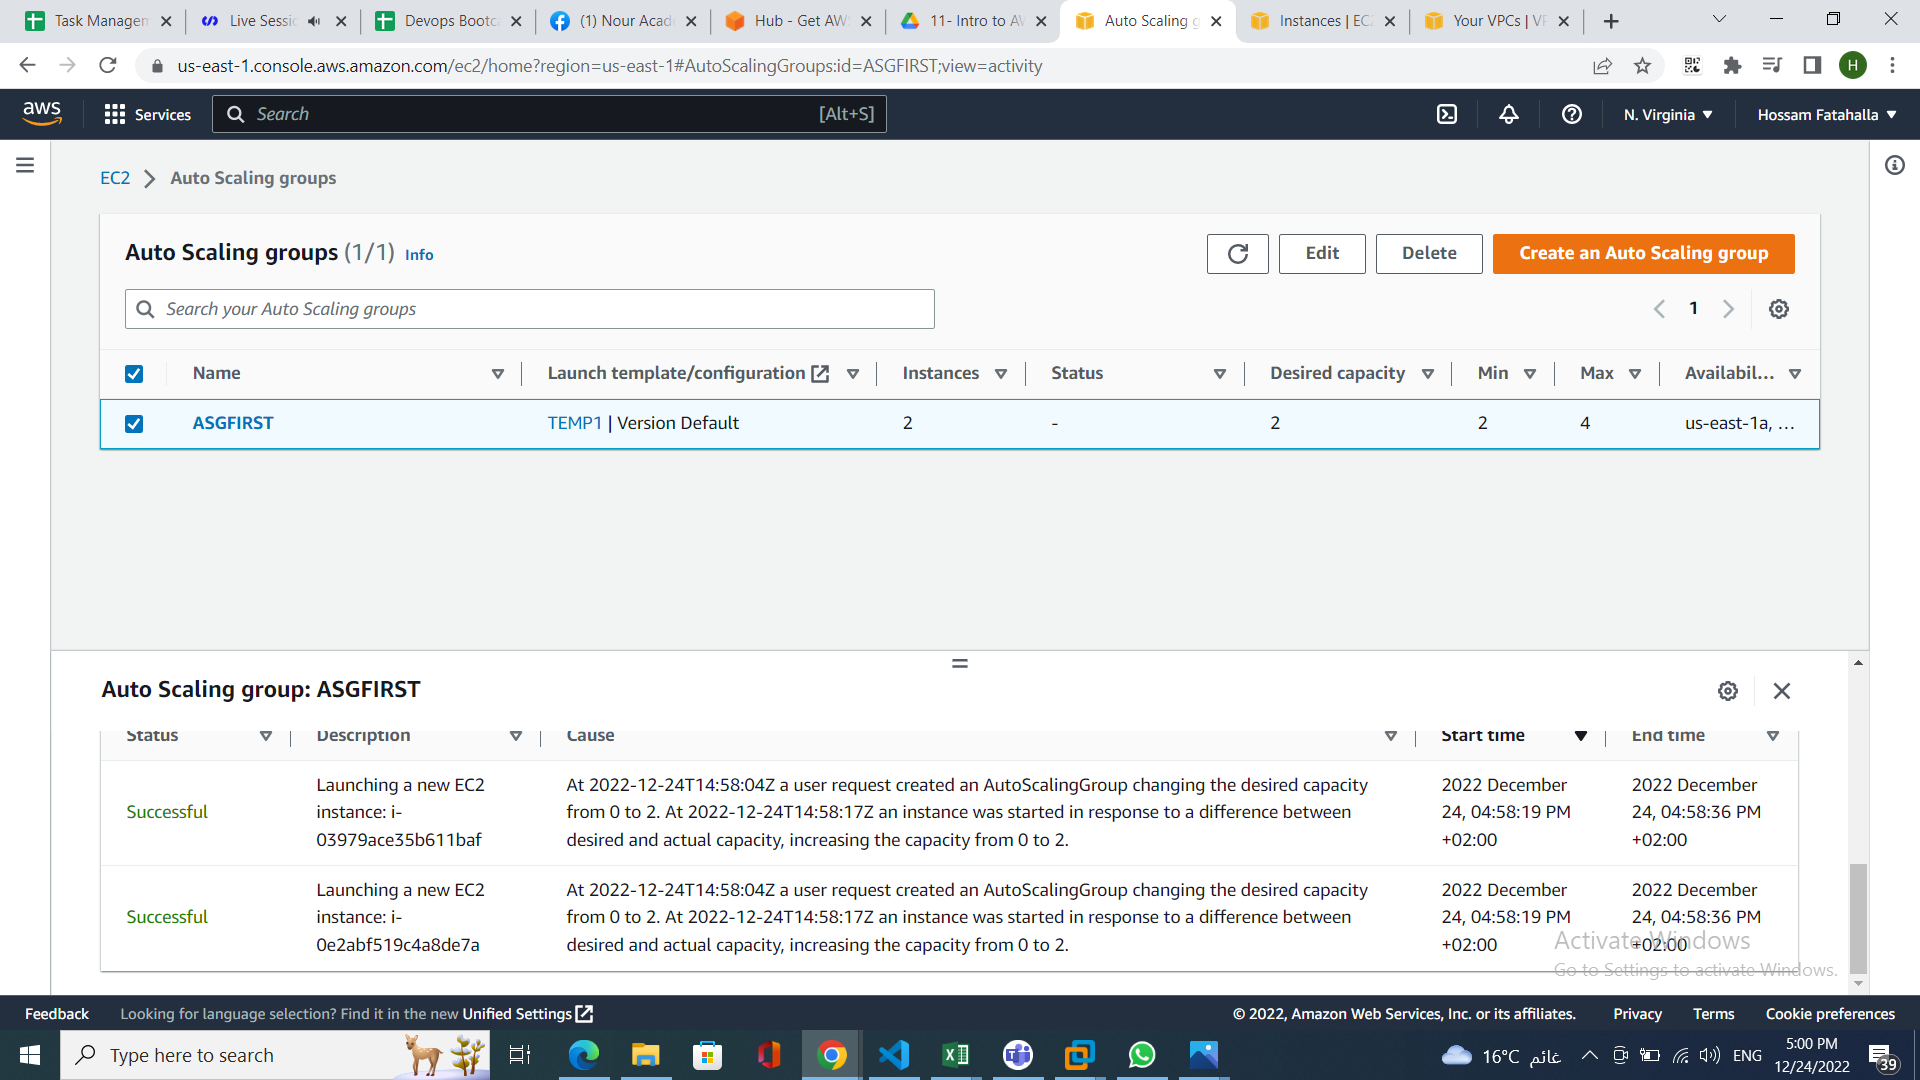 Task Managem
Live Sessic
Devops Bootc
(1) Nour Acad
Hub - Get AW
11- Intro to AW
Auto Scaling g
Instances | EC
Your VPCs | VP
us-east-1.console.aws.amazon.com/ec2/home?region=us-east-1#AutoScalingGroups:id=ASGFIRST;view=activity
H
aws
Services
Search
[Alt+S]
N. Virginia
Hossam Fatahalla
EC2
Auto Scaling groups
Auto Scaling groups (1/1) Info
Edit
Delete
Create an Auto Scaling group
Search your Auto Scaling groups
1
Name
Launch template/configuration
Instances
Status
Desired capacity
Min
Max
Availabil...
ASGFIRST
TEMP1 | Version Default
2
-
2
2
4
us-east-1a, ...
Auto Scaling group: ASGFIRST
Status
Description
Cause
Start time
End time
Successful
Launching a new EC2
instance: i-
03979ace35b611baf
At 2022-12-24T14:58:04Z a user request created an AutoScalingGroup changing the desired capacity
from 0 to 2. At 2022-12-24T14:58:17Z an instance was started in response to a difference between
desired and actual capacity, increasing the capacity from 0 to 2.
2022 December
24, 04:58:19 PM
+02:00
2022 December
24, 04:58:36 PM
+02:00
Successful
Launching a new EC2
instance: i-
0e2abf519c4a8de7a
At 2022-12-24T14:58:04Z a user request created an AutoScalingGroup changing the desired capacity
from 0 to 2. At 2022-12-24T14:58:17Z an instance was started in response to a difference between
desired and actual capacity, increasing the capacity from 0 to 2.
2022 December
24, 04:58:19 PM
+02:00
2022 December
24, 04:58:36 PM
+02:00
Activate Windows
Go to Settings to activate Windows.
Feedback
Looking for language selection? Find it in the new Unified Settings
© 2022, Amazon Web Services, Inc. or its affiliates.
Privacy
Terms
Cookie preferences
Type here to search
16°C غائم
ENG
5:00 PM
12/24/2022
39